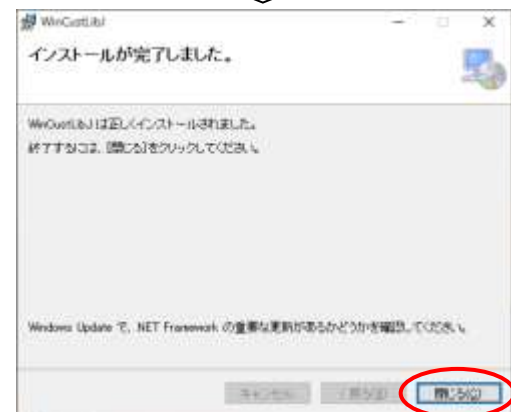 WinCustLibJ
インストールが完了しました。
WinCustLibJ は正しくインストールされました。
終了するには、[閉じる]をクリックしてください。
Windows Update で、.NET Framework の重要な更新があるかどうかを確認してください。
キャンセル
< 戻る(B)
閉じる(C)